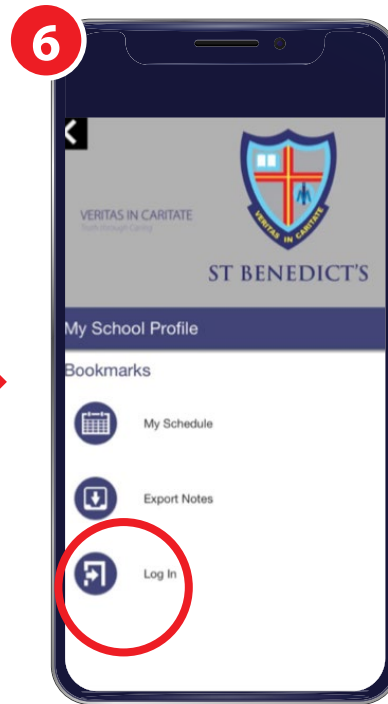 6
VERITAS IN CARITATE
Truth through Caring
VERITAS IN CARITATE
ST BENEDICT'S
My School Profile
Bookmarks
My Schedule
Export Notes
Log In